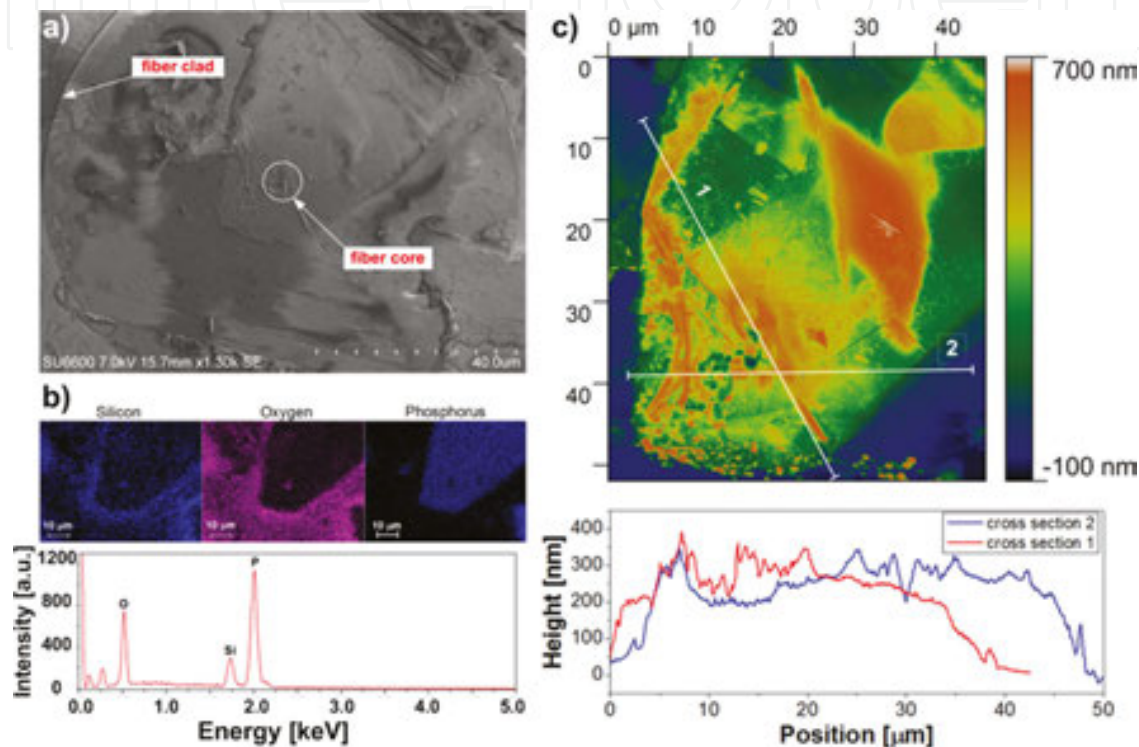 a)
fiber clad
fiber core
SU6600 7.0kV 15.7mm x1.30k SE
40.0um
b)
Silicon Oxygen Phosphorus
10 µm 10 µm 10 µm
1200
800
400
0
Intensity [a.u.]
O
Si
P
0.0 1.0 2.0 3.0 4.0 5.0
Energy [keV]
c)
0 µm 10 20 30 40
0
10
20
30
40
1
2
700 nm
-100 nm
400
300
200
100
0
Height [nm]
cross section 2
cross section 1
0 10 20 30 40 50
Position [µm]